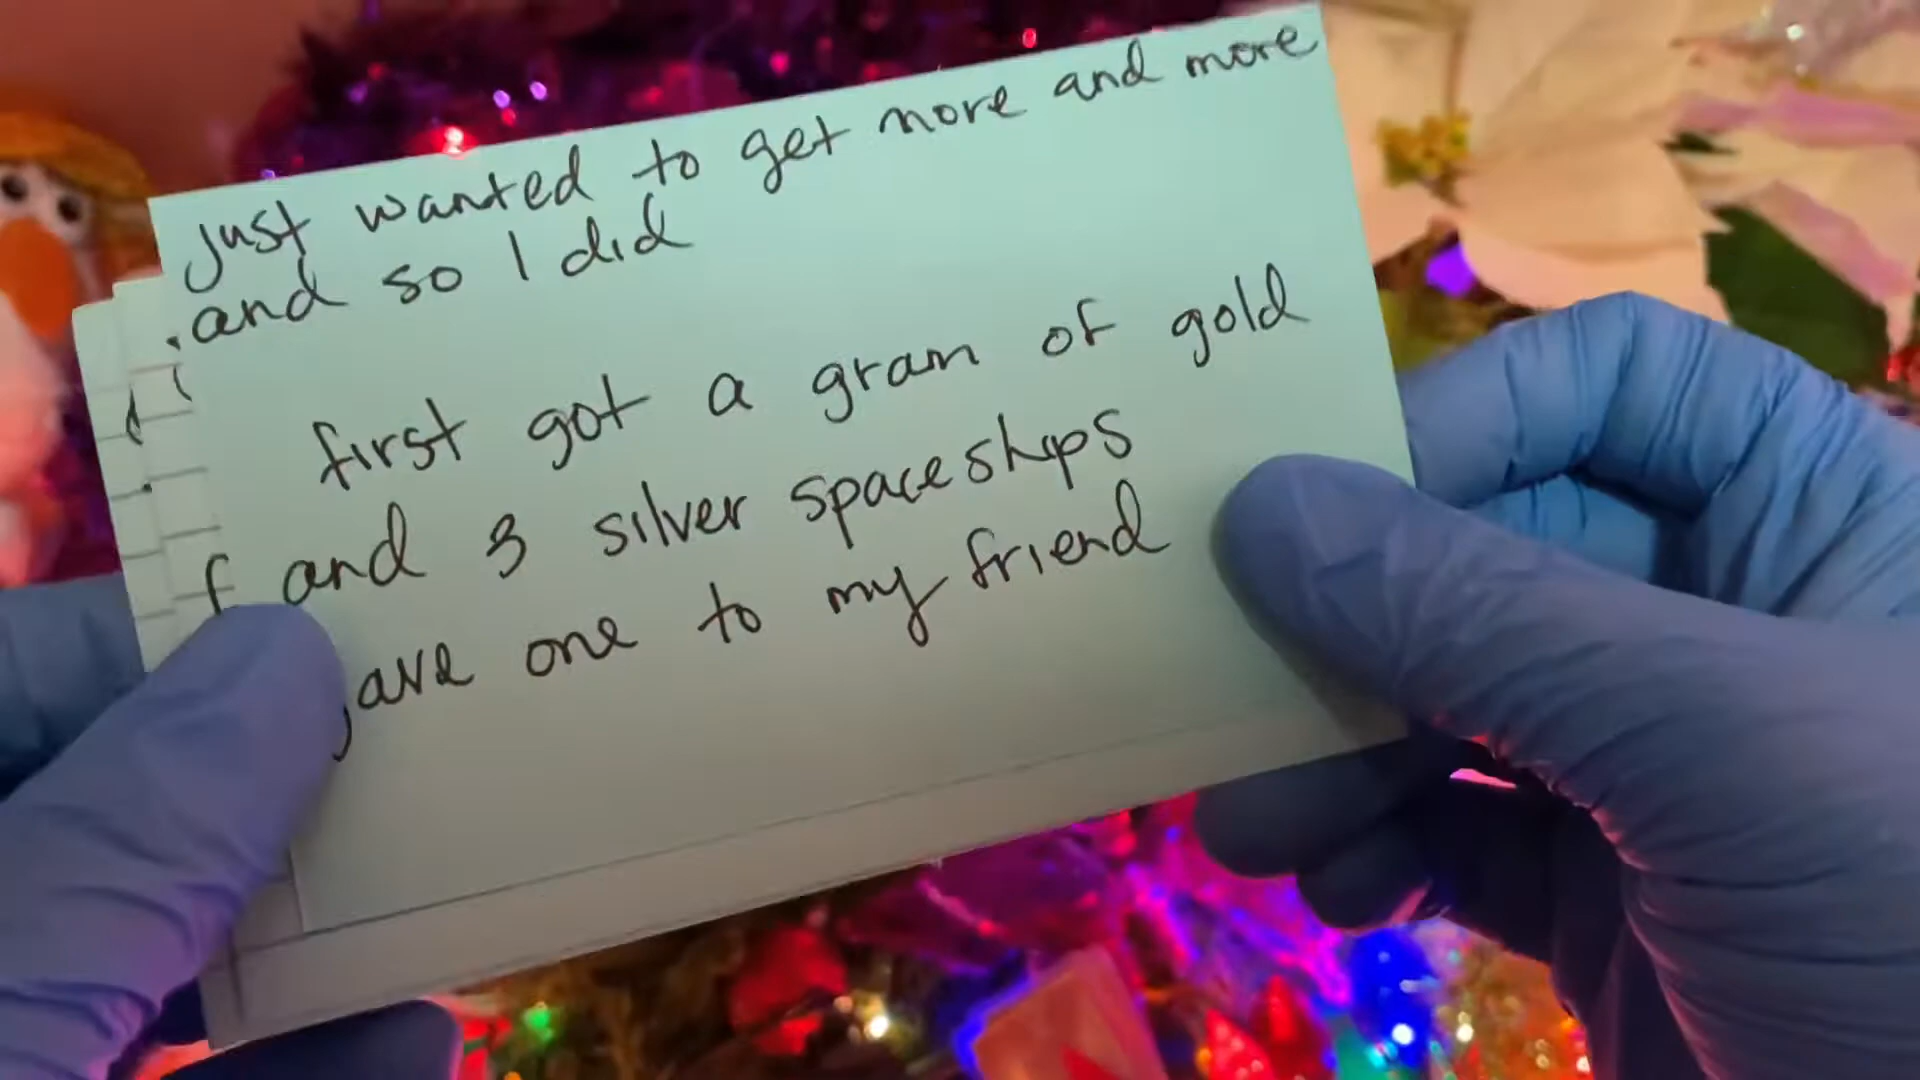 just wanted to get more and more
and so I did
first got a gram of gold
and 3 silver spaceships
gave one to my friend